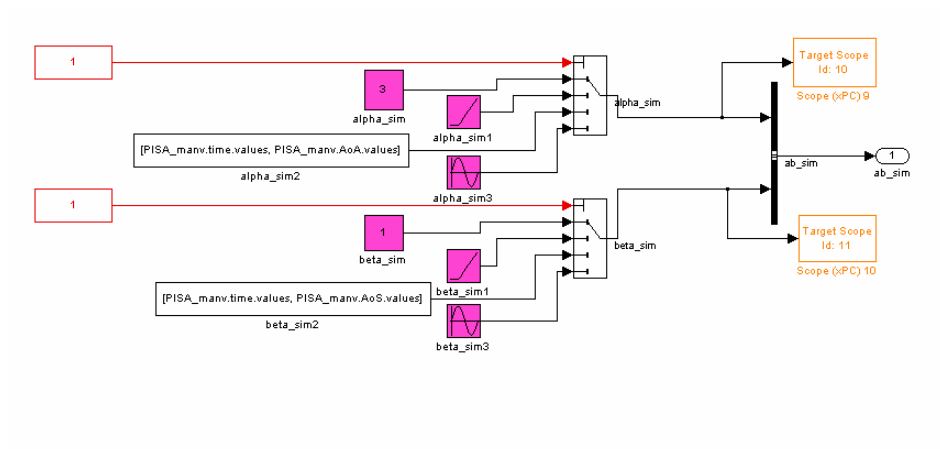 1
3
alpha_sim
alpha_sim1
[PISA_manv.time.values, PISA_manv.AoA.values]
alpha_sim2
alpha_sim3
alpha_sim
Target Scope
Id: 10
Scope (xPC) 9
1
1
beta_sim
beta_sim1
[PISA_manv.time.values, PISA_manv.AoS.values]
beta_sim2
beta_sim3
beta_sim
ab_sim
1
ab_sim
Target Scope
Id: 11
Scope (xPC) 10